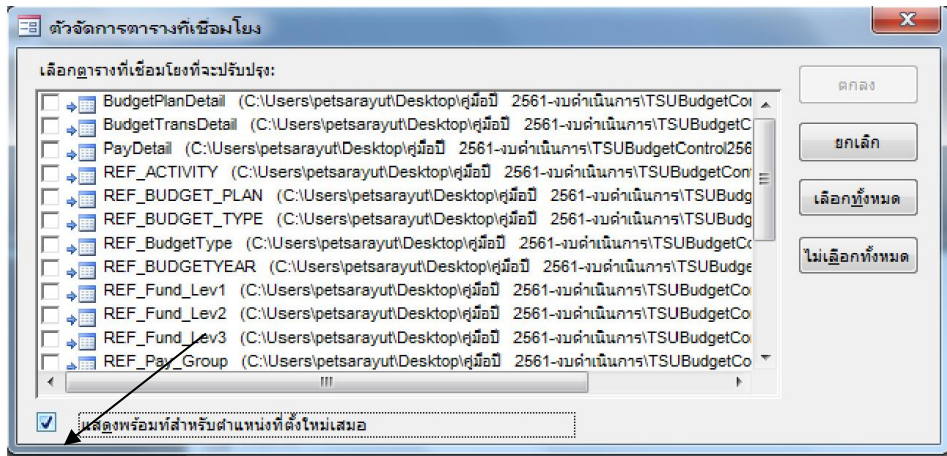 ตัวจัดการตารางที่เชื่อมโยง
เลือกตารางที่เชื่อมโยงที่จะปรับปรุง:
BudgetPlanDetail (C:\Users\petsarayut\Desktop\คู่มือปี 2561-งบดำเนินการ\TSUBudgetCor
BudgetTransDetail (C:\Users\petsarayut\Desktop\คู่มือปี 2561-งบดำเนินการ\TSUBudgetC
PayDetail (C:\Users\petsarayut\Desktop\คู่มือปี 2561-งบดำเนินการ\TSUBudgetControl256
REF_ACTIVITY (C:\Users\petsarayut\Desktop\คู่มือปี 2561-งบดำเนินการ\TSUBudgetCont
REF_BUDGET_PLAN (C:\Users\petsarayut\Desktop\คู่มือปี 2561-งบดำเนินการ\TSUBudg
REF_BUDGET_TYPE (C:\Users\petsarayut\Desktop\คู่มือปี 2561-งบดำเนินการ\TSUBudg
REF_BudgetType (C:\Users\petsarayut\Desktop\คู่มือปี 2561-งบดำเนินการ\TSUBudgetCo
REF_BUDGETYEAR (C:\Users\petsarayut\Desktop\คู่มือปี 2561-งบดำเนินการ\TSUBudge
REF_Fund_Lev1 (C:\Users\petsarayut\Desktop\คู่มือปี 2561-งบดำเนินการ\TSUBudgetCo
REF_Fund_Lev2 (C:\Users\petsarayut\Desktop\คู่มือปี 2561-งบดำเนินการ\TSUBudgetCo
REF_Fund_Lev3 (C:\Users\petsarayut\Desktop\คู่มือปี 2561-งบดำเนินการ\TSUBudgetCo
REF_Pay_Group (C:\Users\petsarayut\Desktop\คู่มือปี 2561-งบดำเนินการ\TSUBudgetCo
แสดงพร้อมท์สำหรับตำแหน่งที่ตั้งใหม่เสมอ
ตกลง
ยกเลิก
เลือกทั้งหมด
ไม่เลือกทั้งหมด